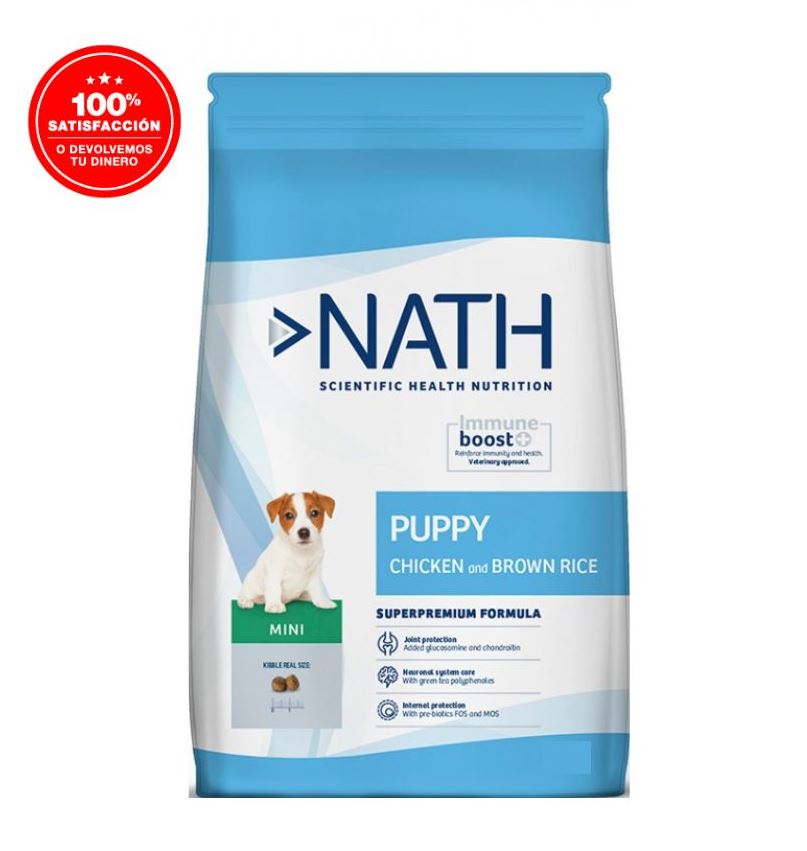 100%
SATISFACCIÓN
O DEVOLVEMOS
TU DINERO
NATH
SCIENTIFIC HEALTH NUTRITION
Immune
boost+
Reinforce immunity and health.
Veterinary approved.
PUPPY
CHICKEN and BROWN RICE
MINI
KIBBLE REAL SIZE:
SUPERPREMIUM FORMULA
Joint protection
Added glucosamine and chondroitin
Neuronal system care
With green tea polyphenoles
Internal protection
With pre-biotics FOS and MOS